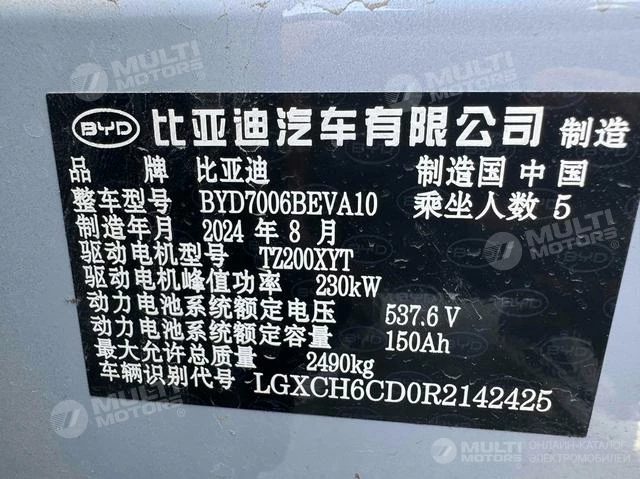 MULTI MOTORS
MULTI MOTORS
BYD 比亚迪汽车有限公司 制造
品牌 比亚迪 制造国 中国
整车型号 BYD7006BEVA10 乘坐人数 5
制造年月 2024 年 8 月
驱动电机型号 TZ200XYT
驱动电机峰值功率 230kW
动力电池系统额定电压 537.6 V
动力电池系统额定容量 150Ah
最大允许总质量 2490kg
车辆识别代号 LGXCH6CD0R2142425
MULTI MOTORS
MULTI MOTORS
ОНЛАЙН-КАТАЛОГ
ЭЛЕКТРОМОБИЛЕЙ